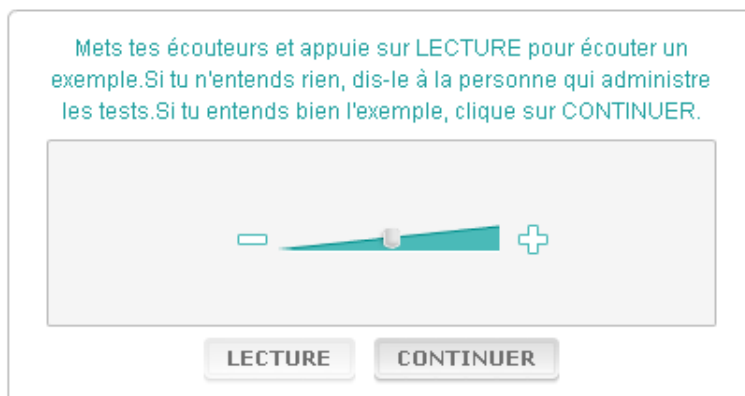 Mets tes écouteurs et appuie sur LECTURE pour écouter un
exemple.Si tu n'entends rien, dis-le à la personne qui administre
les tests.Si tu entends bien l'exemple, clique sur CONTINUER.
LECTURE CONTINUER